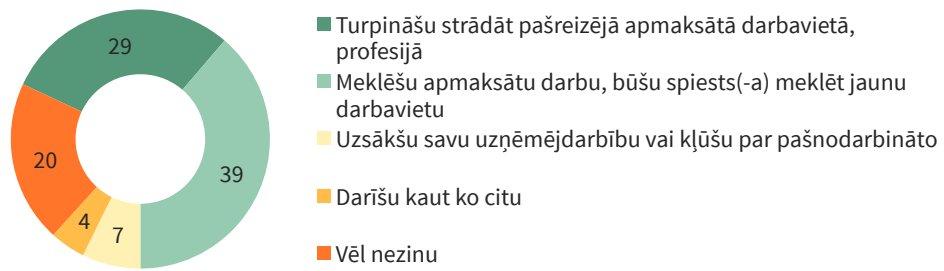 29
39
7
4
20
Turpināšu strādāt pašreizējā apmaksātā darbavietā,
profesijā
Meklēšu apmaksātu darbu, būšu spiests(-a) meklēt jaunu
darbavietu
Uzsākšu savu uzņēmējdarbību vai kļūšu par pašnodarbināto
Darīšu kaut ko citu
Vēl nezinu